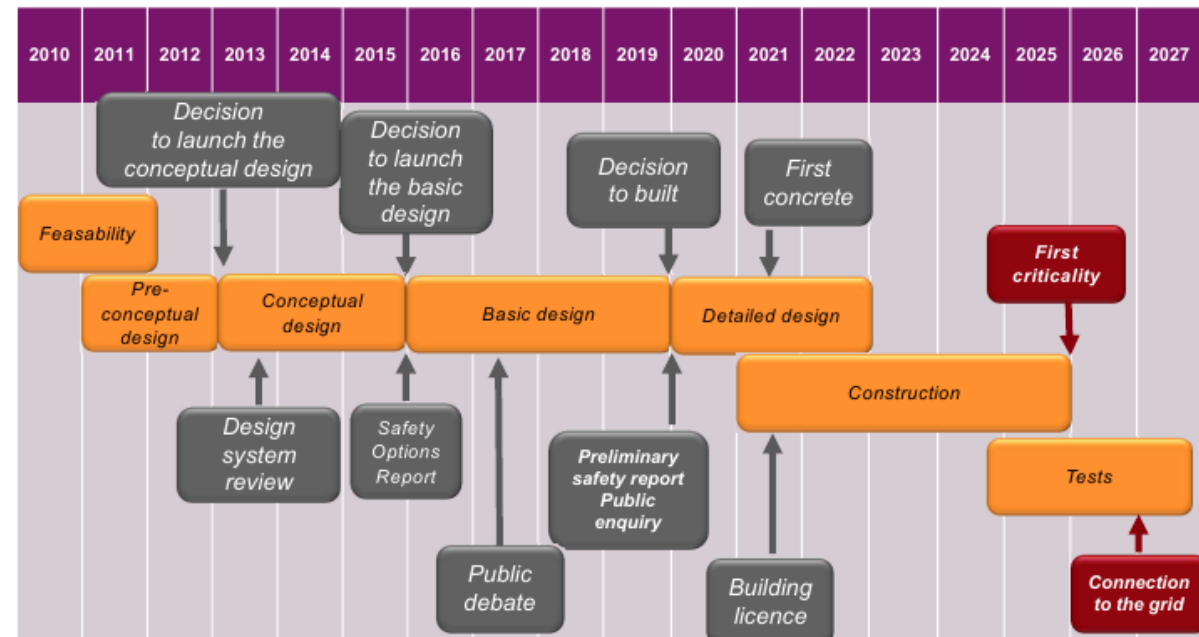 2010 2011 2012 2013 2014 2015 2016 2017 2018 2019 2020 2021 2022 2023 2024 2025 2026 2027
Decision
to launch the
conceptual design
Decision
to launch
the basic
design
Decision
to built
First
concrete
Feasability
First
criticality
Pre-
conceptual
design
Conceptual
design
Basic design
Detailed design
Construction
Design
system
review
Safety
Options
Report
Preliminary
safety report
Public
enquiry
Tests
Public
debate
Building
licence
Connection
to the grid